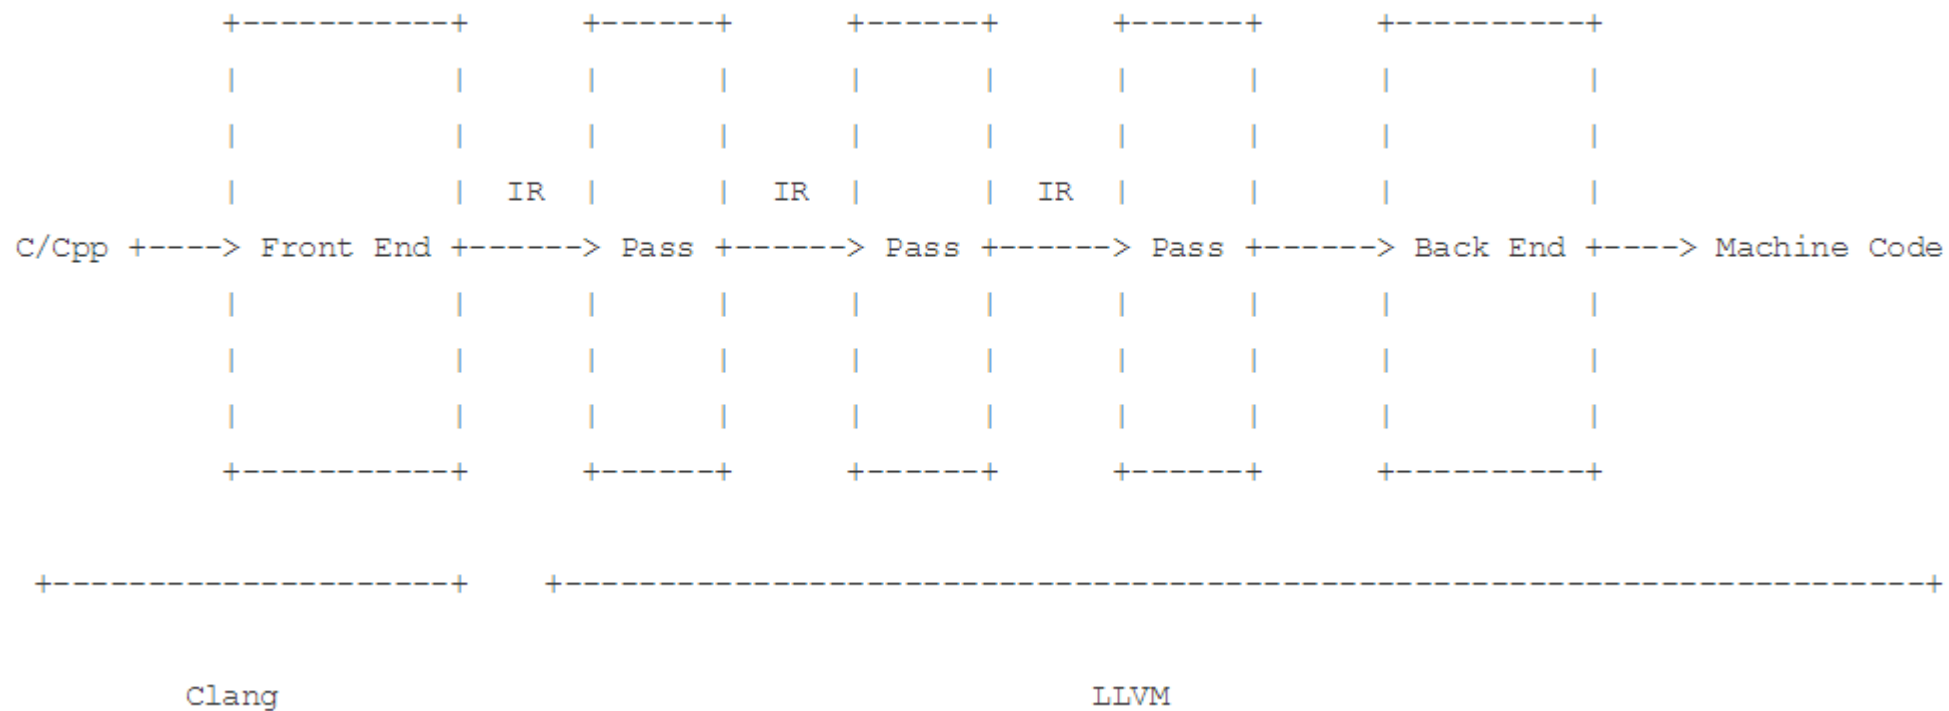 IR IR IR
C/Cpp +----> Front End +------> Pass +------> Pass +------> Pass +------> Back End +----> Machine Code
Clang LLVM